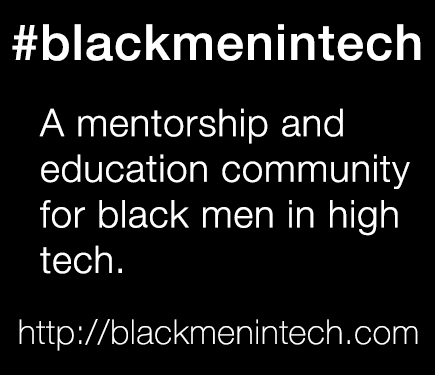 #blackmenintech
A mentorship and
education community
for black men in high
tech.
http://blackmenintech.com